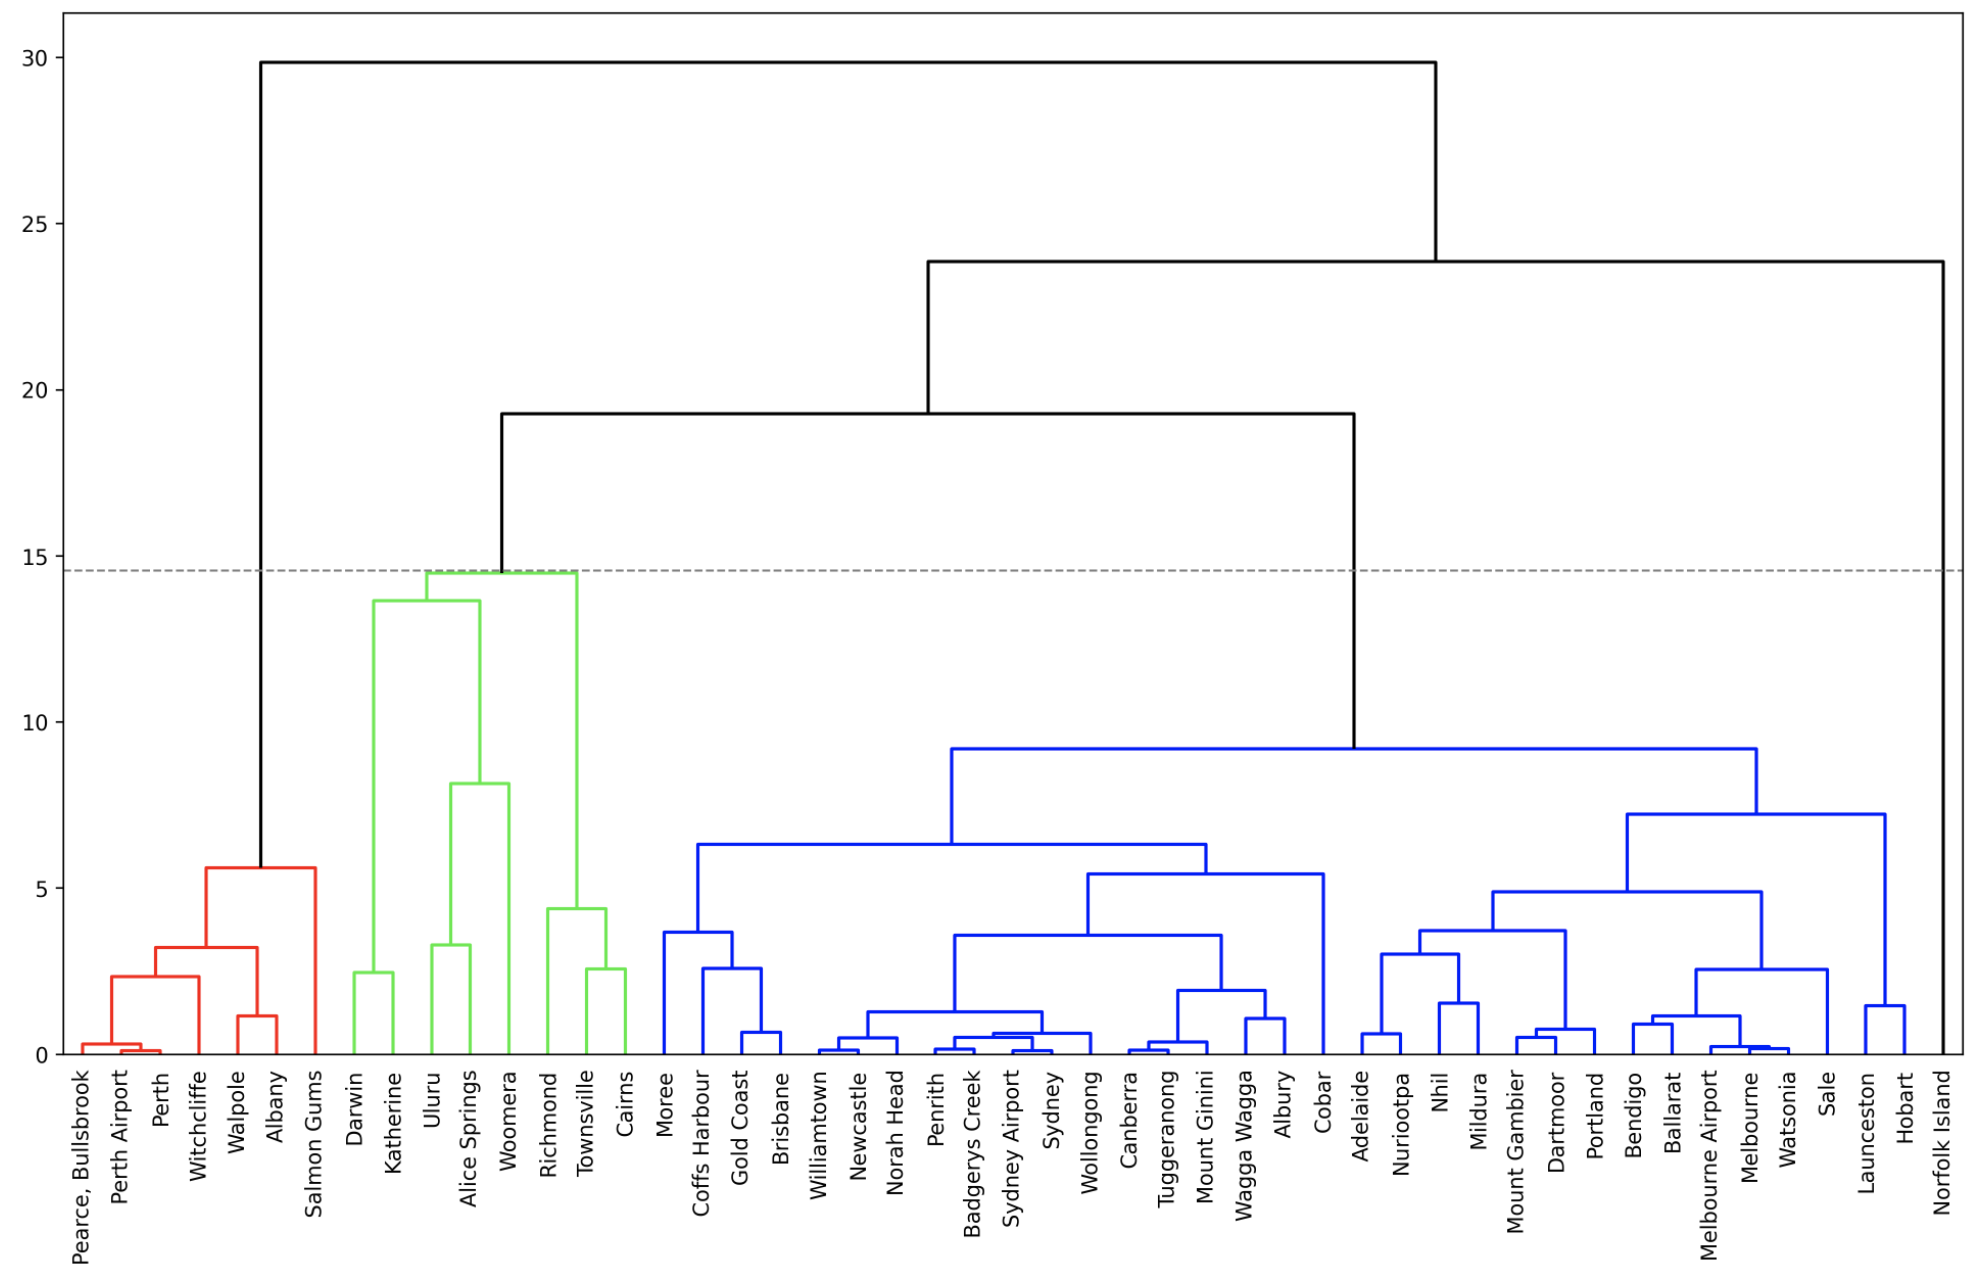 30
25
20
15
10
5
0
Pearce, Bullsbrook
Perth Airport
Perth
Witchcliffe
Walpole
Albany
Salmon Gums
Darwin
Katherine
Uluru
Alice Springs
Woomera
Richmond
Townsville
Cairns
Moree
Coffs Harbour
Gold Coast
Brisbane
Williamtown
Newcastle
Norah Head
Penrith
Badgerys Creek
Sydney Airport
Sydney
Wollongong
Canberra
Tuggeranong
Mount Ginini
Wagga Wagga
Albury
Cobar
Adelaide
Nuriootpa
Nhil
Mildura
Mount Gambier
Dartmoor
Portland
Bendigo
Ballarat
Melbourne Airport
Melbourne
Watsonia
Sale
Launceston
Hobart
Norfolk Island